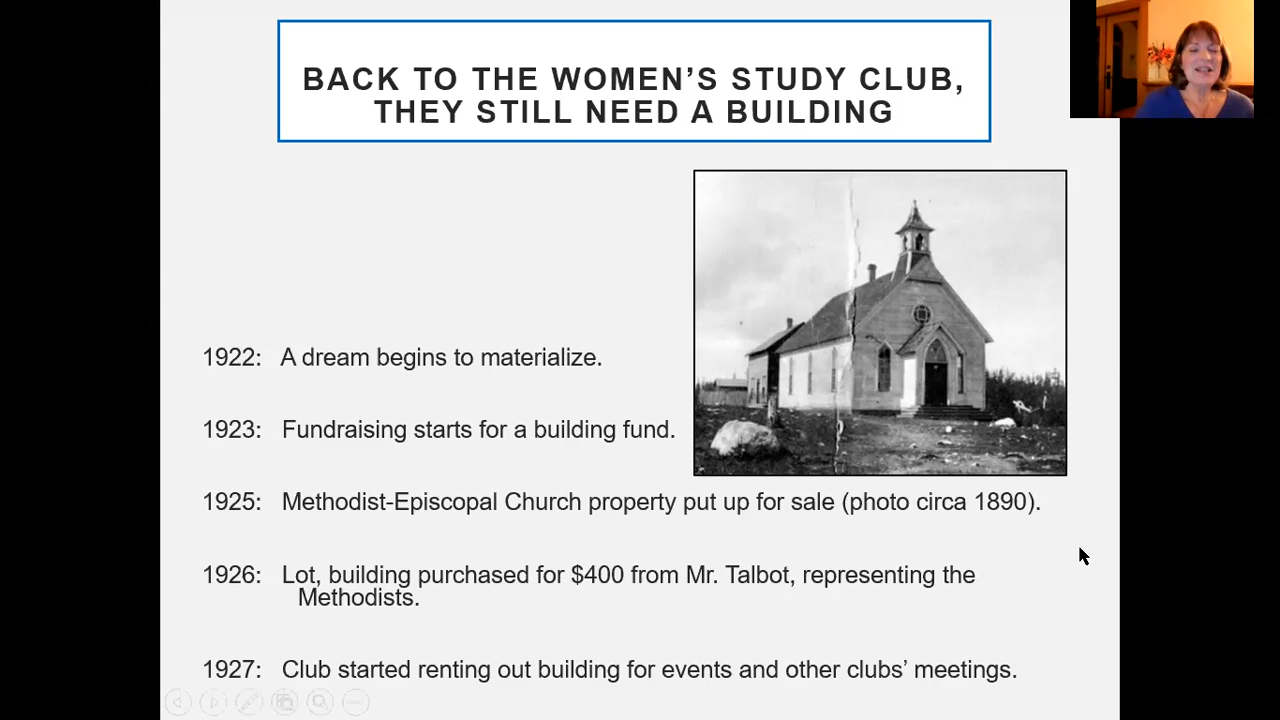 BACK TO THE WOMEN’S STUDY CLUB,
THEY STILL NEED A BUILDING
1922: A dream begins to materialize.
1923: Fundraising starts for a building fund.
1925: Methodist-Episcopal Church property put up for sale (photo circa 1890).
1926: Lot, building purchased for $400 from Mr. Talbot, representing the
Methodists.
1927: Club started renting out building for events and other clubs’ meetings.